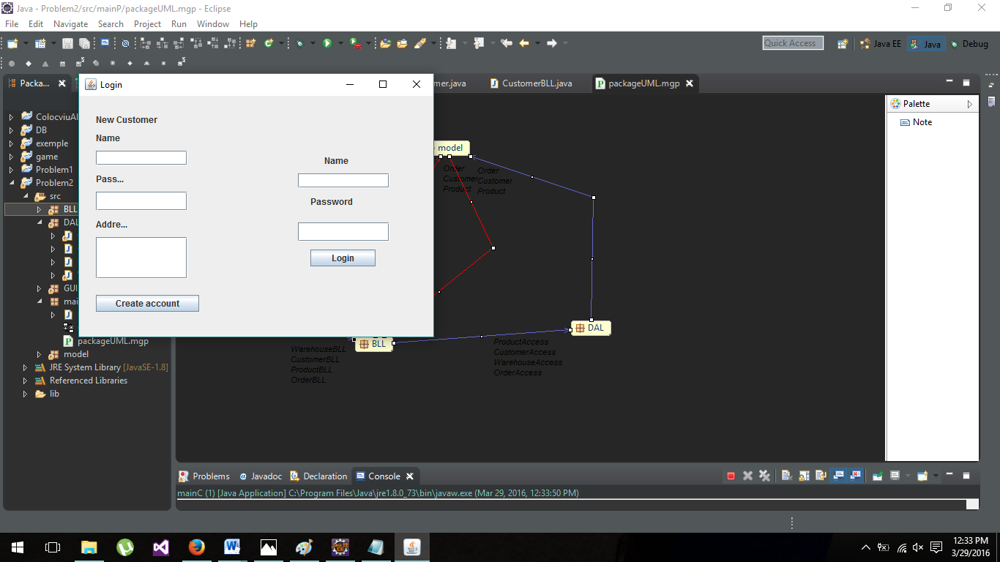 Java - Problem2/src/mainP/packageUML.mgp - Eclipse
File Edit Navigate Search Project Run Window Help
Quick Access
Java EE
Java
Debug
Packa...
mer.java
CustomerBLL.java
packageUML.mgp
ColocviuAl
DB
exemple
game
Problem1
Problem2
src
BLL
DAL
GUI
mai
packageUML.mgp
model
JRE System Library [JavaSE-1.8]
Referenced Libraries
lib
Login
New Customer
Name
Pass...
Addre...
Create account
Name
Password
Login
model
Order
Customer
Product
Order
Customer
Product
DAL
BLL
WarehouseBLL
CustomerBLL
ProductBLL
OrderBLL
ProductAccess
CustomerAccess
WarehouseAccess
OrderAccess
Palette
Note
Problems
Javadoc
Declaration
Console
mainC (1) [Java Application] C:\Program Files\Java\jre1.8.0_73\bin\javaw.exe (Mar 29, 2016, 12:33:50 PM)
12:33 PM
3/29/2016